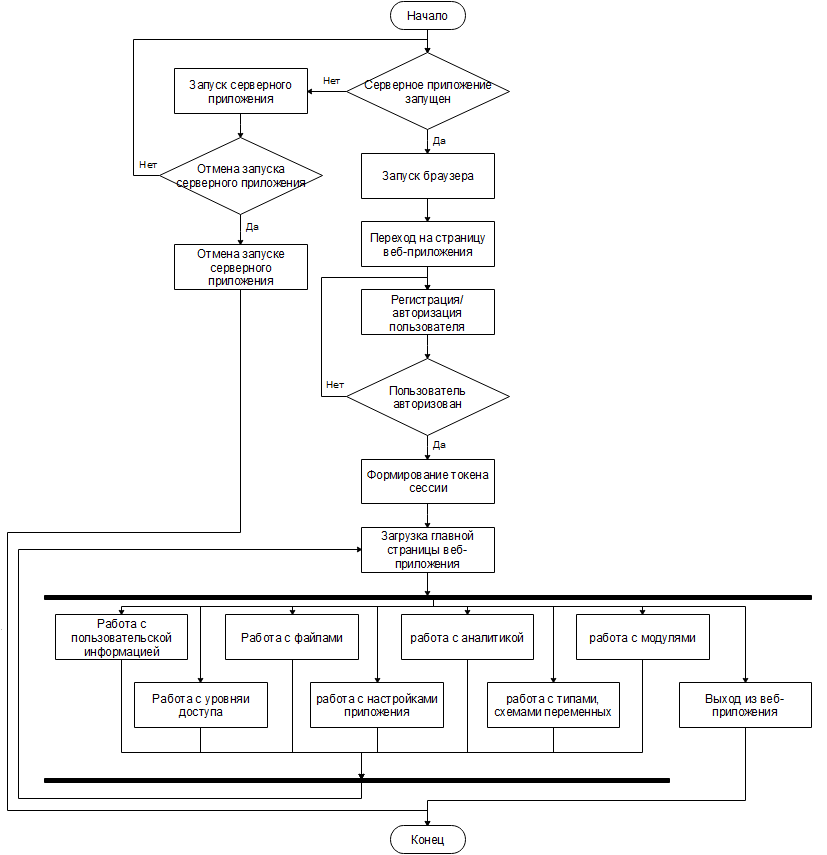 Начало
Серверное приложение
запущен
Нет
Запуск серверного
приложения
Да
Отмена запуска
серверного приложения
Нет
Запуск браузера
Да
Переход на страницу
веб-приложения
Отмена запуске
серверного
приложения
Регистрация/
авторизация
пользователя
Нет
Пользователь
авторизован
Да
Формирование токена
сессии
Загрузка главной
страницы веб-
приложения
Работа с
пользовательской
информацией
Работа с файлами
работа с аналитикой
работа с модулями
Работа с уровняи
доступа
работа с настройками
приложения
работа с типами,
схемами переменных
Выход из веб-
приложения
Конец